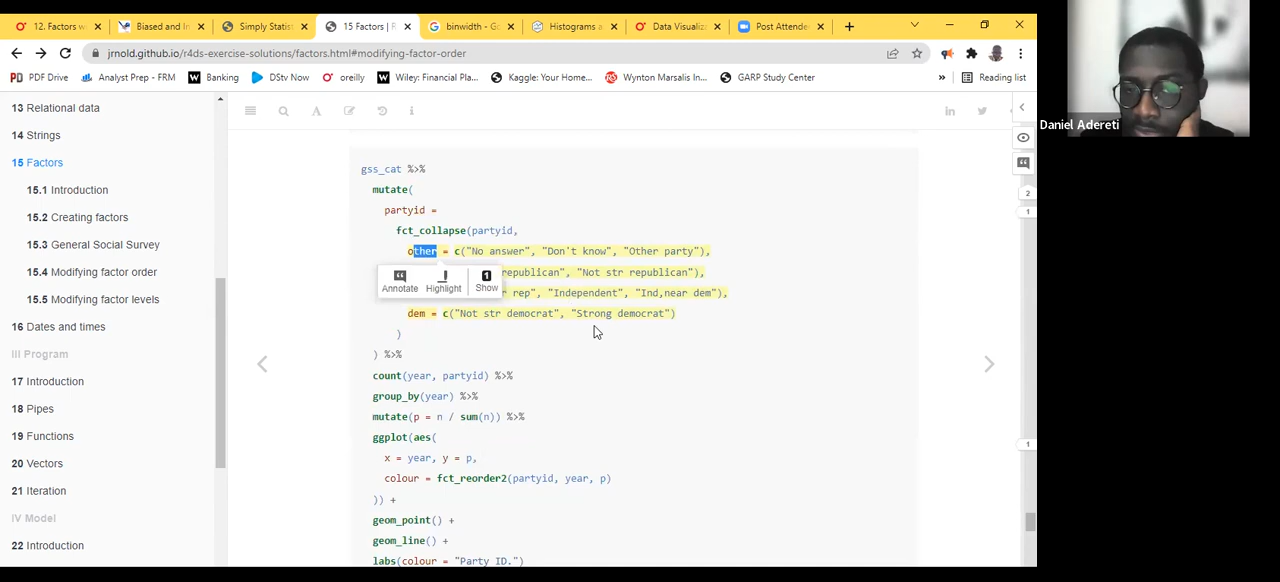 12. Factors w
Biased and In
Simply Statist
15 Factors | R
binwidth - Go
Histograms a
Data Visualiz
Post Attende
jrnold.github.io/r4ds-exercise-solutions/factors.html#modifying-factor-order
PDF Drive
Analyst Prep - FRM
Banking
DStv Now
oreilly
Wiley: Financial Pla...
Kaggle: Your Home...
Wynton Marsalis In...
GARP Study Center
»
Reading list
Daniel Adereti
13 Relational data
14 Strings
15 Factors
15.1 Introduction
15.2 Creating factors
15.3 General Social Survey
15.4 Modifying factor order
15.5 Modifying factor levels
16 Dates and times
III Program
17 Introduction
18 Pipes
19 Functions
20 Vectors
21 Iteration
IV Model
22 Introduction
gss_cat %>%
mutate(
partyid =
fct_collapse(partyid,
other = c("No answer", "Don't know", "Other party"),
republican", "Not str republican"),
r rep", "Independent", "Ind,near dem"),
dem = c("Not str democrat", "Strong democrat")
)
) %>%
count(year, partyid) %>%
group_by(year) %>%
mutate(p = n / sum(n)) %>%
ggplot(aes(
x = year, y = p,
colour = fct_reorder2(partyid, year, p)
)) +
geom_point() +
geom_line() +
labs(colour = "Party ID.")
Annotate
Highlight
1
Show
2
1
1